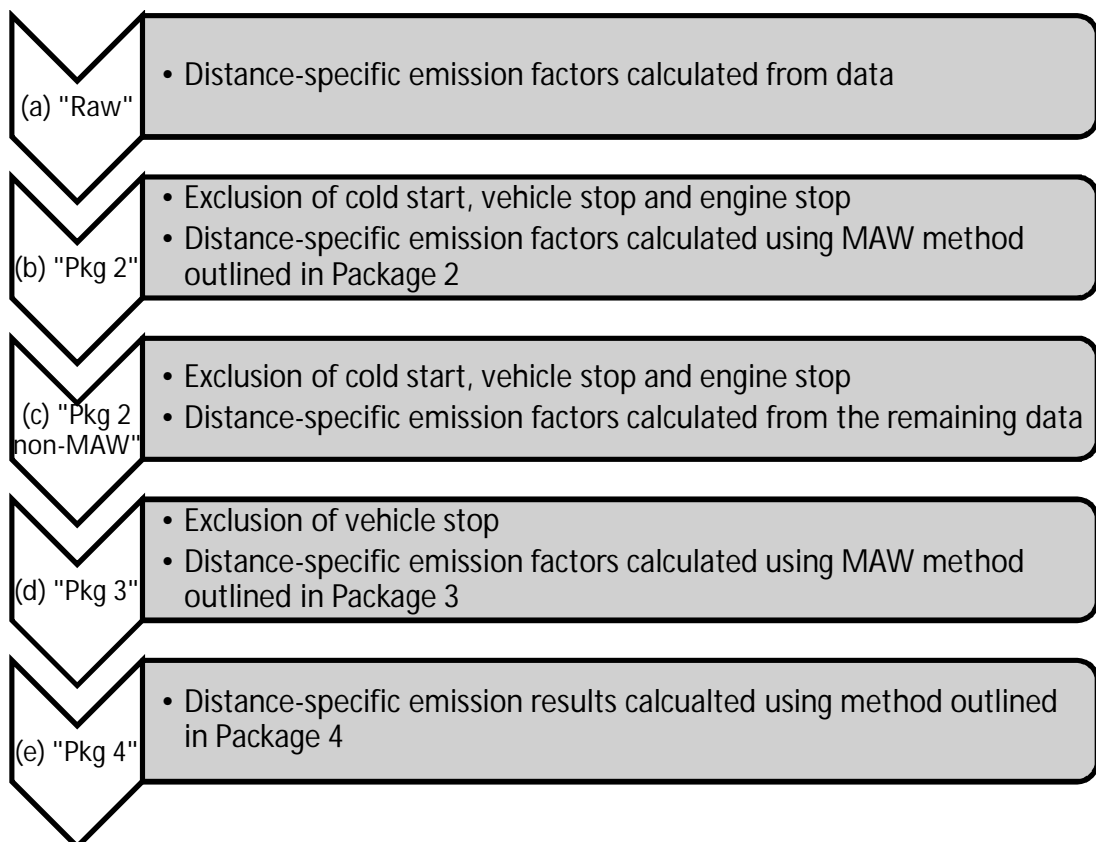 (a) "Raw"
• Distance-specific emission factors calculated from data
(b) "Pkg 2"
• Exclusion of cold start, vehicle stop and engine stop
• Distance-specific emission factors calculated using MAW method
outlined in Package 2
(c) "Pkg 2
non-MAW"
• Exclusion of cold start, vehicle stop and engine stop
• Distance-specific emission factors calculated from the remaining data
(d) "Pkg 3"
• Exclusion of vehicle stop
• Distance-specific emission factors calculated using MAW method
outlined in Package 3
(e) "Pkg 4"
• Distance-specific emission results calcualted using method outlined
in Package 4